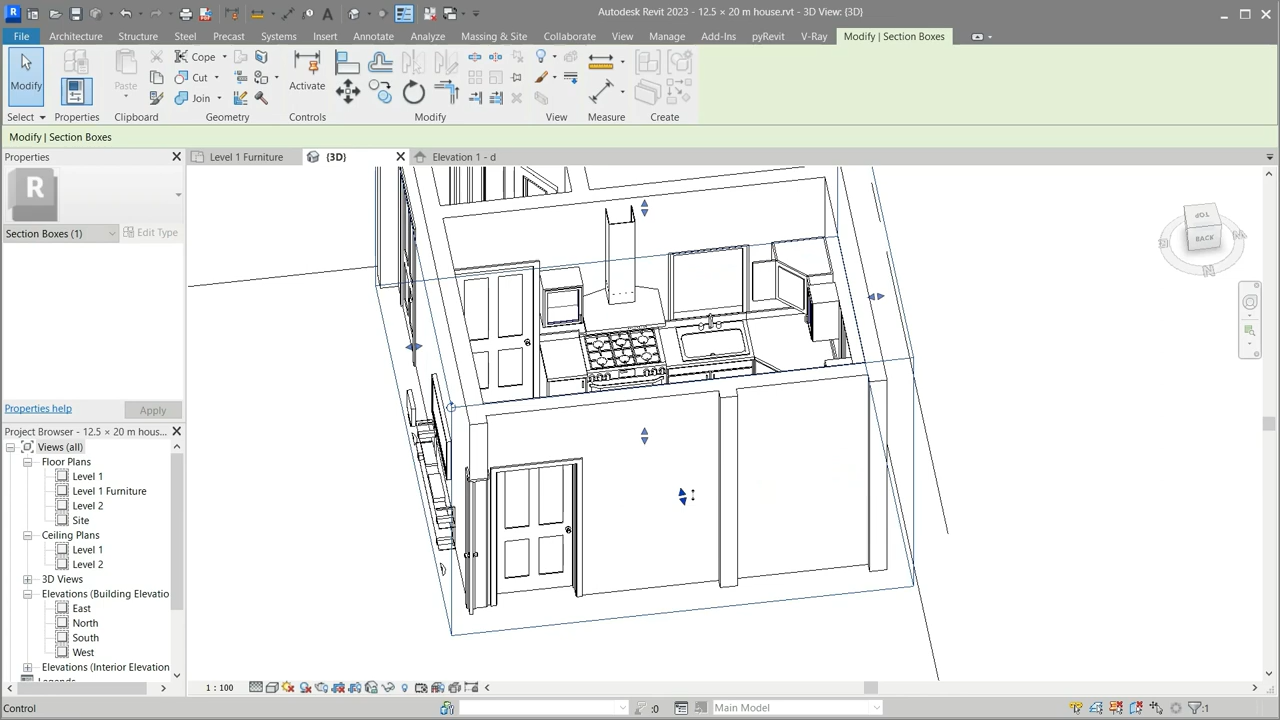 Autodesk Revit 2023 - 12.5 × 20 m house.rvt - 3D View: {3D}
File Architecture Structure Steel Precast Systems Insert Annotate Analyze Massing & Site Collaborate View Manage Add-Ins pyRevit V-Ray Modify | Section Boxes
Modify
Paste
Cope
Cut
Join
Activate
Select Properties Clipboard Geometry Controls Modify View Measure Create
Modify | Section Boxes
Properties
Level 1 Furniture
{3D}
Elevation 1 - d
R
Section Boxes (1)
Edit Type
Properties help
Apply
Project Browser - 12.5 × 20 m hous...
Views (all)
Floor Plans
Level 1
Level 1 Furniture
Level 2
Site
Ceiling Plans
Level 1
Level 2
3D Views
Elevations (Building Elevatio
East
North
South
West
Elevations (Interior Elevation
TOP
BACK
N
1 : 100
Control
:0
Main Model
:1